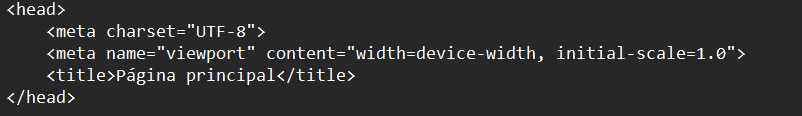 <head>
<meta charset="UTF-8">
<meta name="viewport" content="width=device-width, initial-scale=1.0">
<title>Página principal</title>
</head>